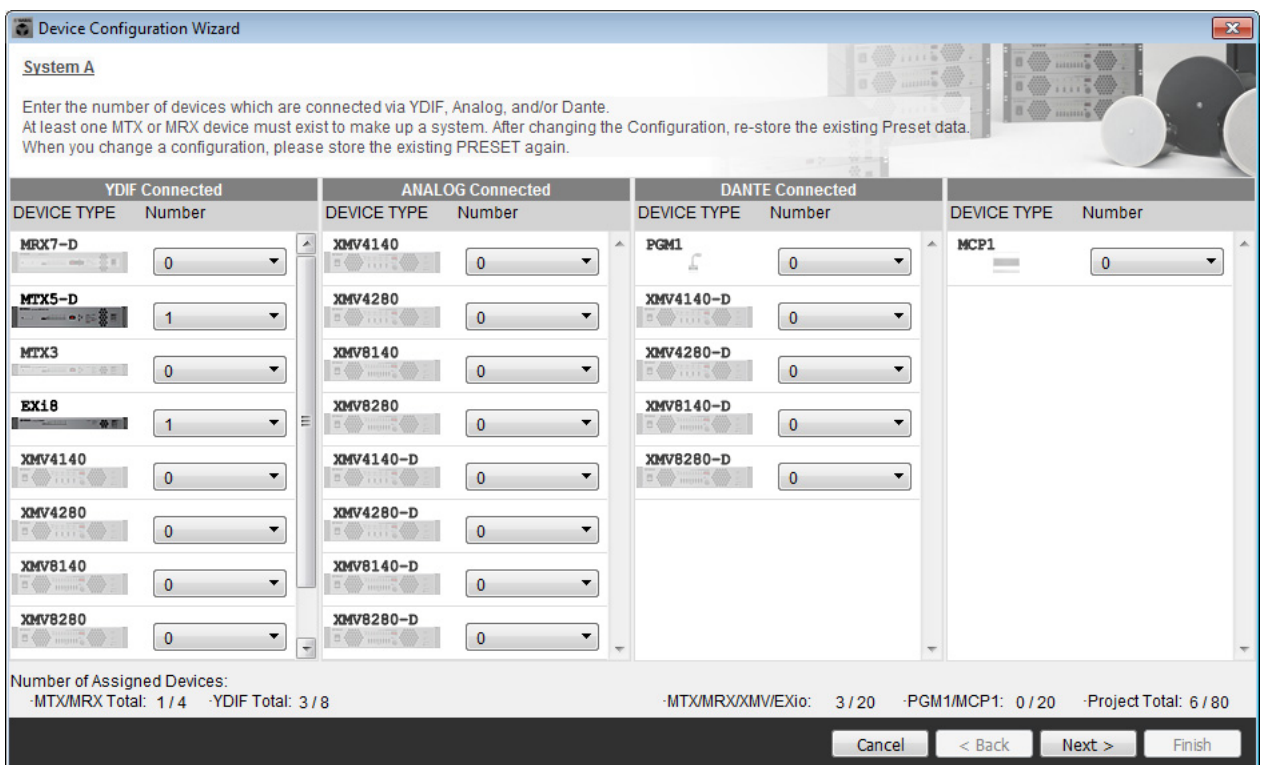 Device Configuration Wizard
System A
Enter the number of devices which are connected via YDIF, Analog, and/or Dante.
At least one MTX or MRX device must exist to make up a system. After changing the Configuration, re-store the existing Preset data.
When you change a configuration, please store the existing PRESET again.
YDIF Connected ANALOG Connected DANTE Connected
DEVICE TYPE Number DEVICE TYPE Number DEVICE TYPE Number DEVICE TYPE Number
MRX7-D 0 XMV4140 0 PGM1 0 MCP1 0
MTX5-D 1 XMV4280 0 XMV4140-D 0
MTX3 0 XMV8140 0 XMV4280-D 0
EXi8 1 XMV8280 0 XMV8140-D 0
XMV4140 0 XMV4140-D 0 XMV8280-D 0
XMV4280 0 XMV4280-D 0
XMV8140 0 XMV8140-D 0
XMV8280 0 XMV8280-D 0
Number of Assigned Devices:
·MTX/MRX Total: 1 / 4 ·YDIF Total: 3 / 8 ·MTX/MRX/XMV/EXio: 3 / 20 ·PGM1/MCP1: 0 / 20 ·Project Total: 6 / 80
Cancel < Back Next > Finish